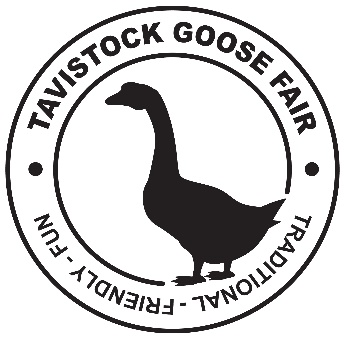 TAVISTOCK GOOSE FAIR
TRADITIONAL - FRIENDLY - FUN